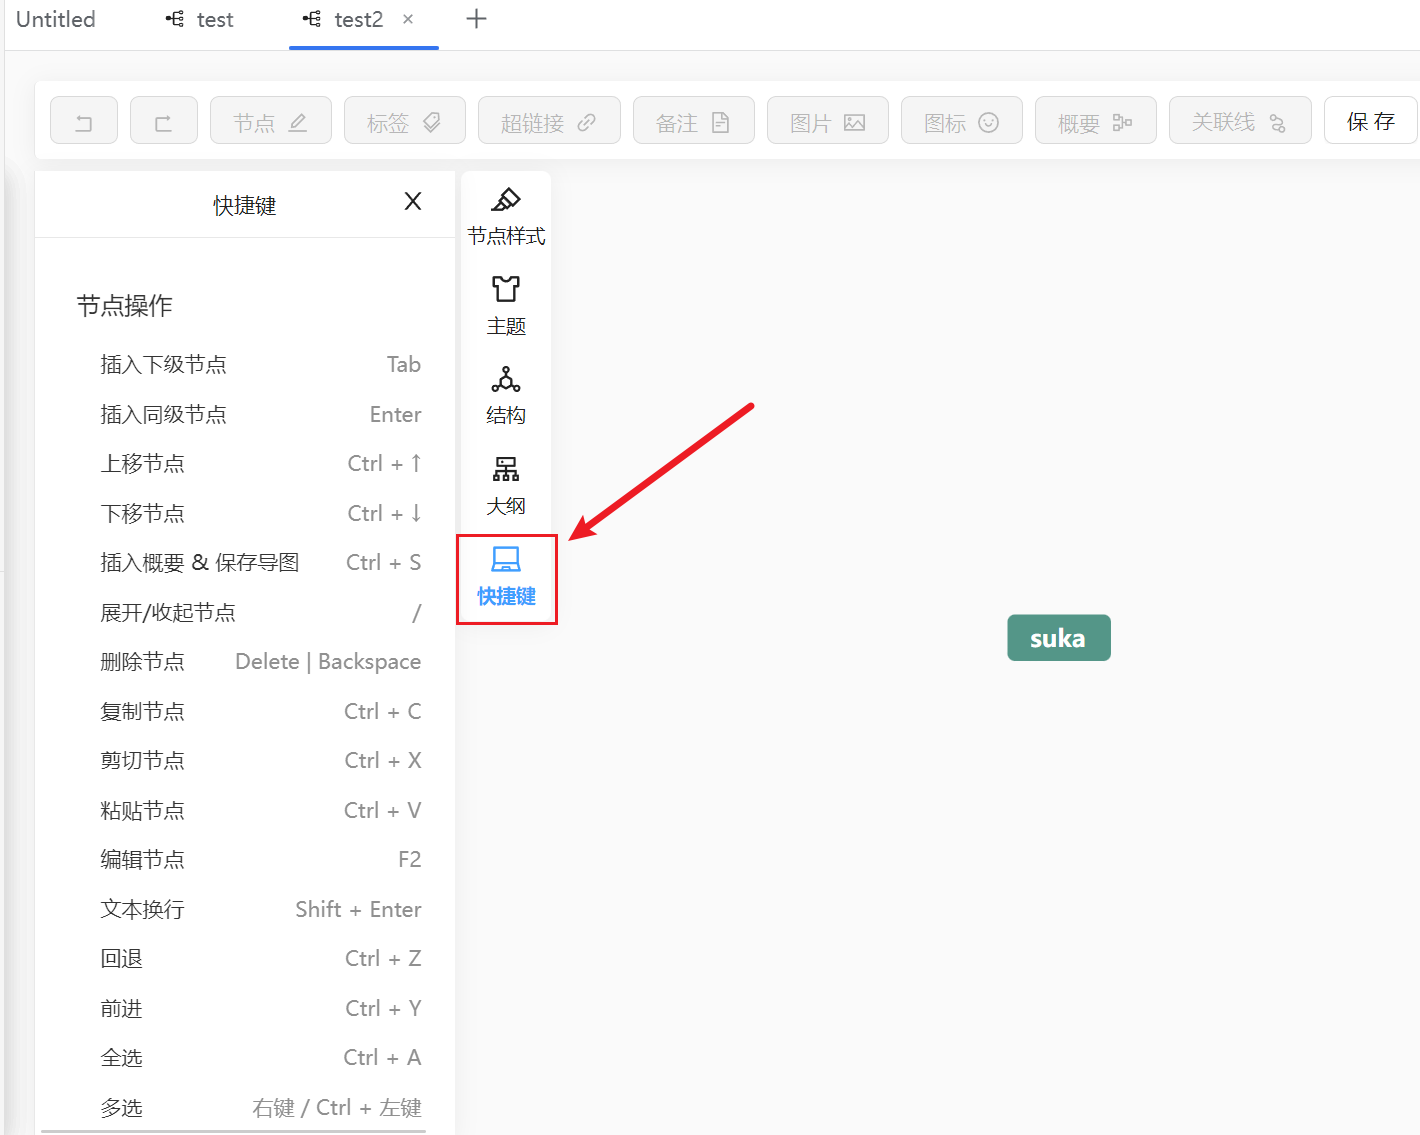 Untitled
test
test2
节点
标签
超链接
备注
图片
图标
概要
关联线
保 存
快捷键
节点操作
插入下级节点 Tab
插入同级节点 Enter
上移节点 Ctrl + ↑
下移节点 Ctrl + ↓
插入概要 & 保存导图 Ctrl + S
展开/收起节点 /
删除节点 Delete | Backspace
复制节点 Ctrl + C
剪切节点 Ctrl + X
粘贴节点 Ctrl + V
编辑节点 F2
文本换行 Shift + Enter
回退 Ctrl + Z
前进 Ctrl + Y
全选 Ctrl + A
多选 右键 / Ctrl + 左键
节点样式
主题
结构
大纲
快捷键
suka